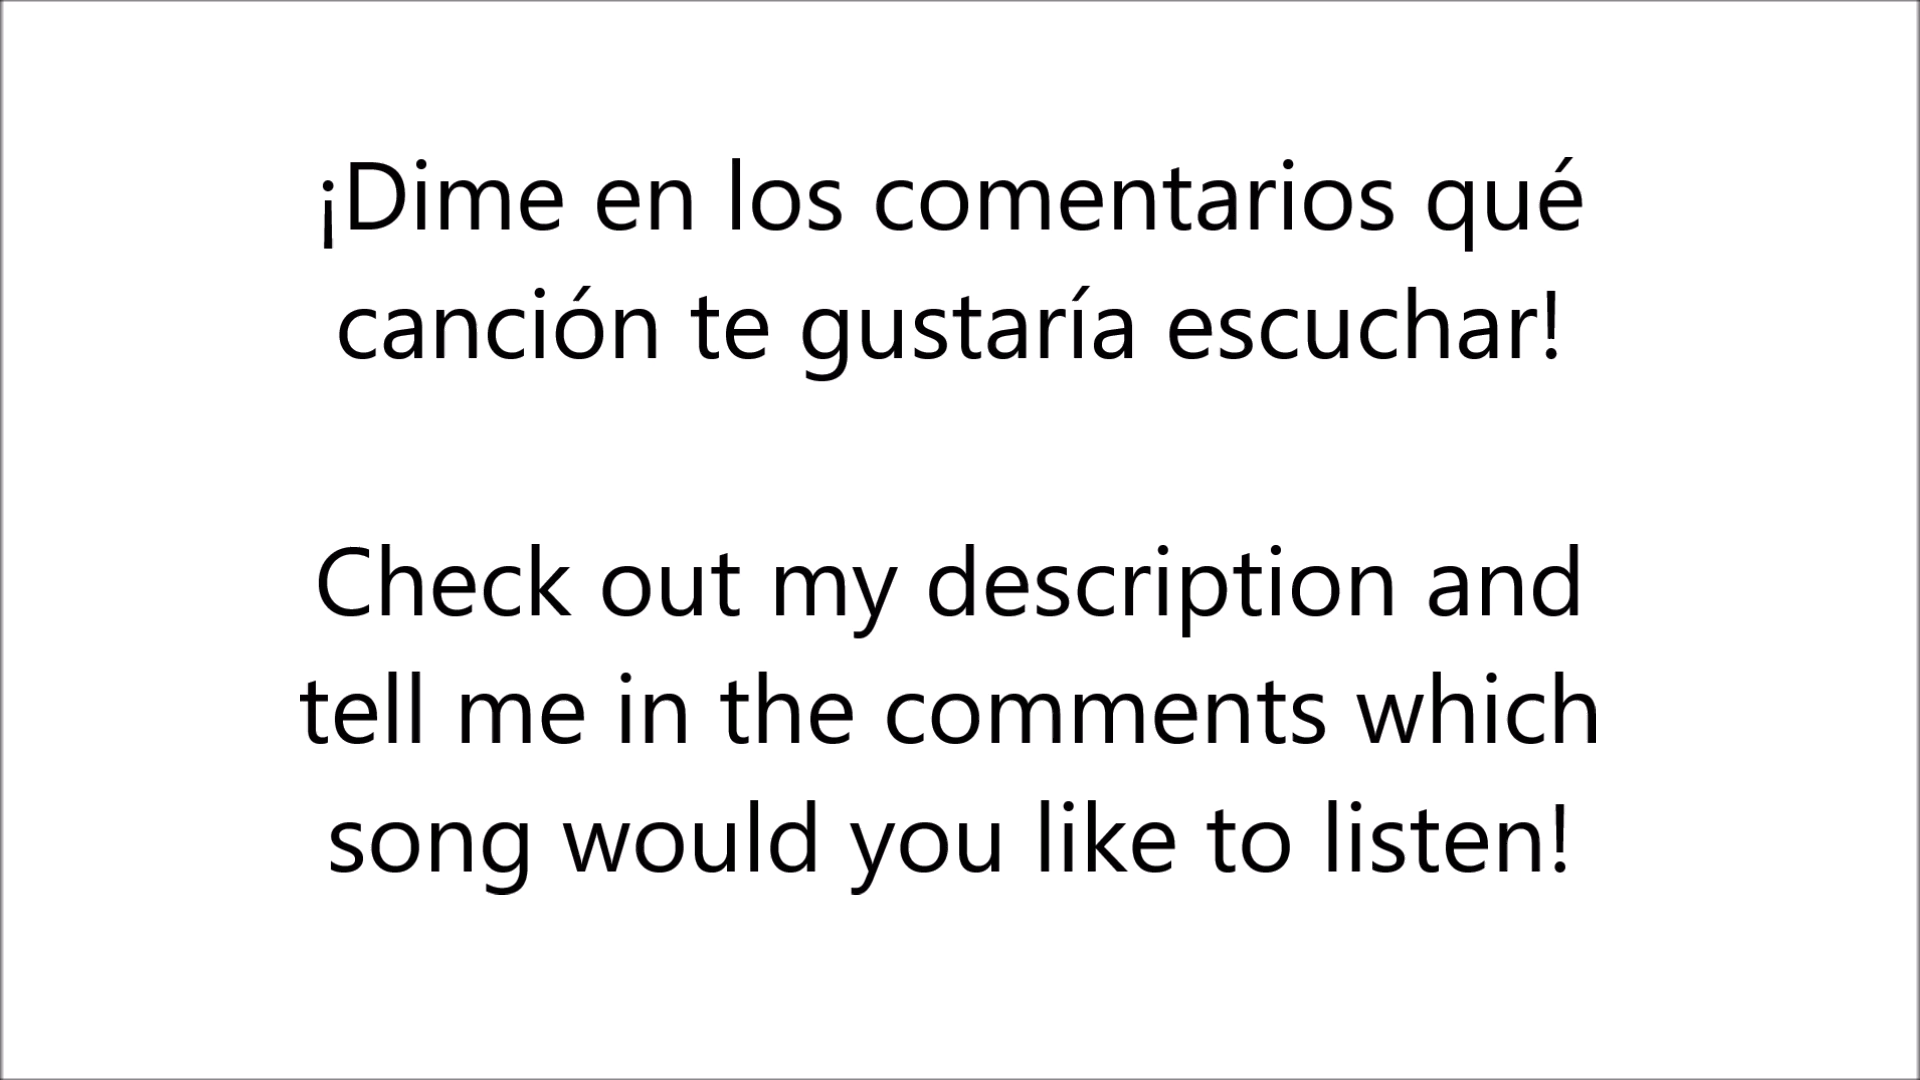 ¡Dime en los comentarios qué
canción te gustaría escuchar!
Check out my description and
tell me in the comments which
song would you like to listen!